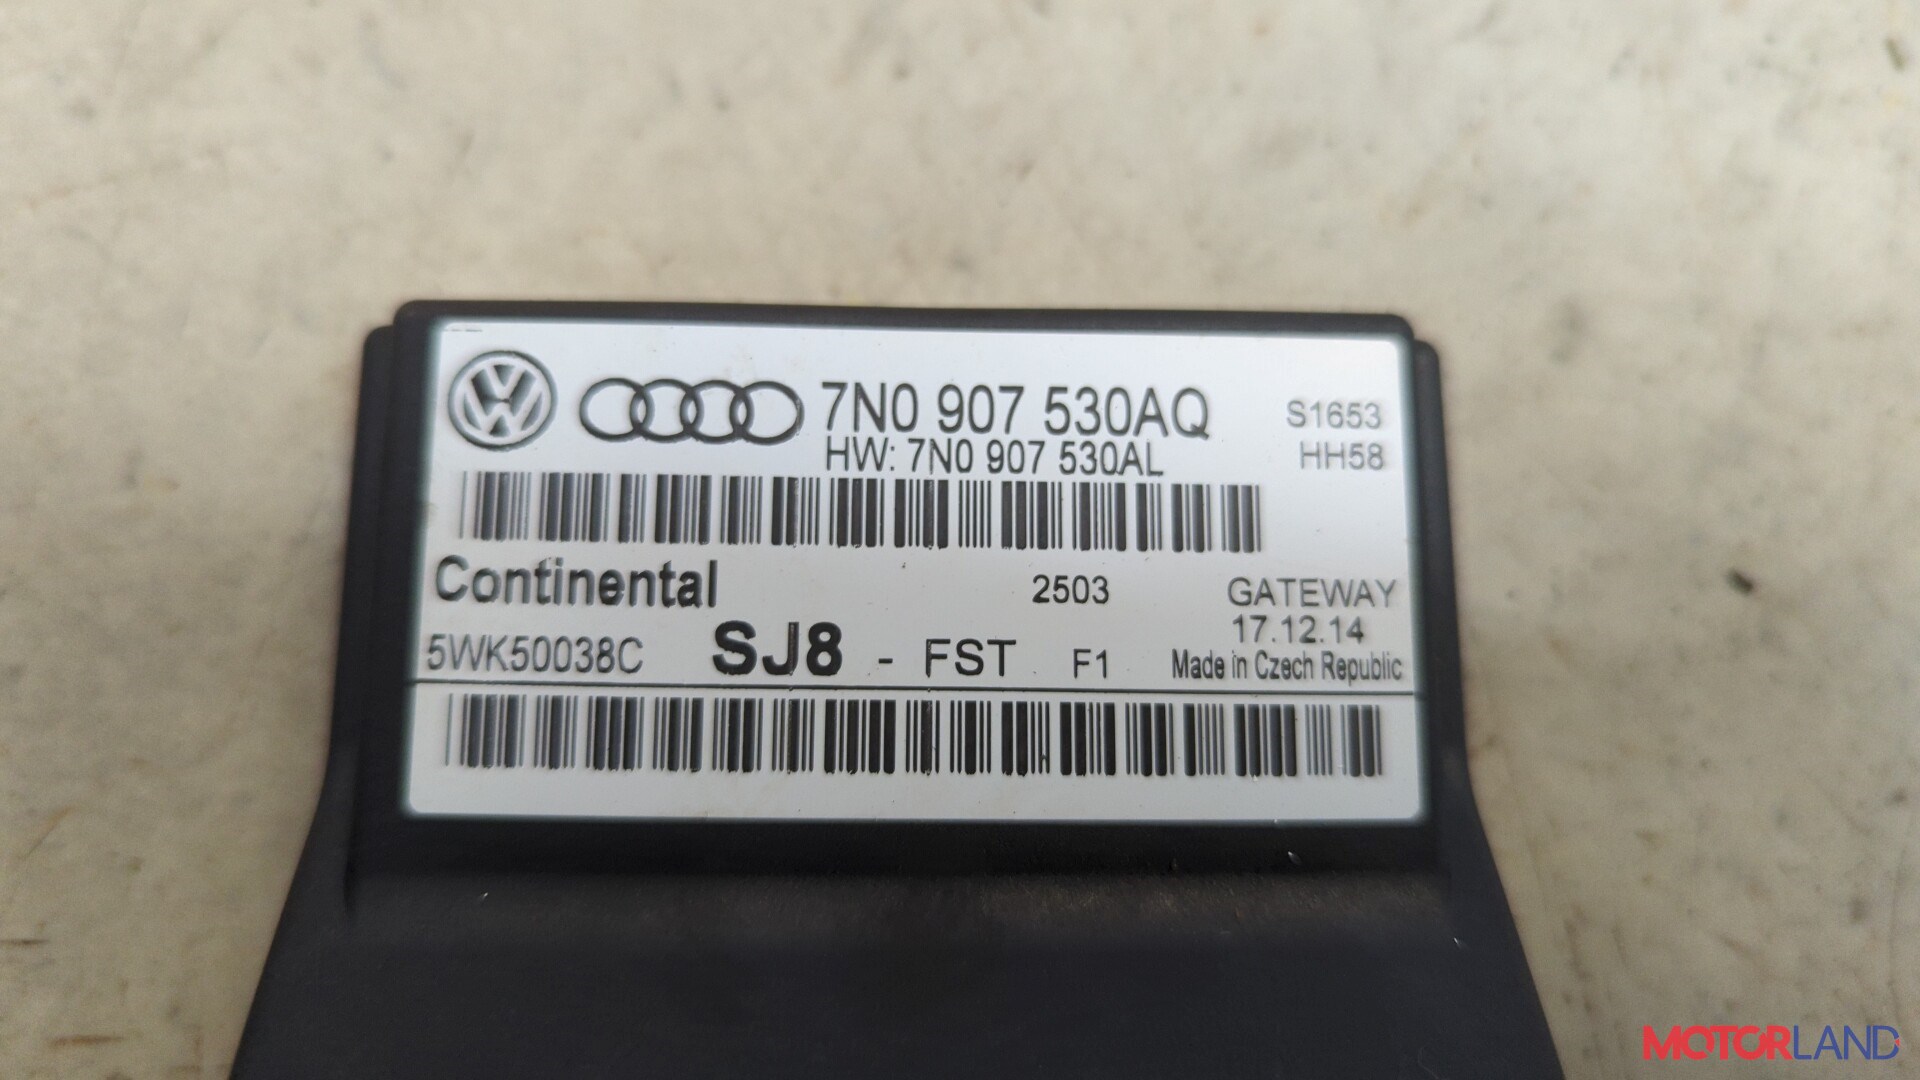 7N0 907 530AQ S1653
HW: 7N0 907 530AL HH58
Continental 2503 GATEWAY
17.12.14
5WK50038C SJ8 - FST F1 Made in Czech Republic
MOTORLAND